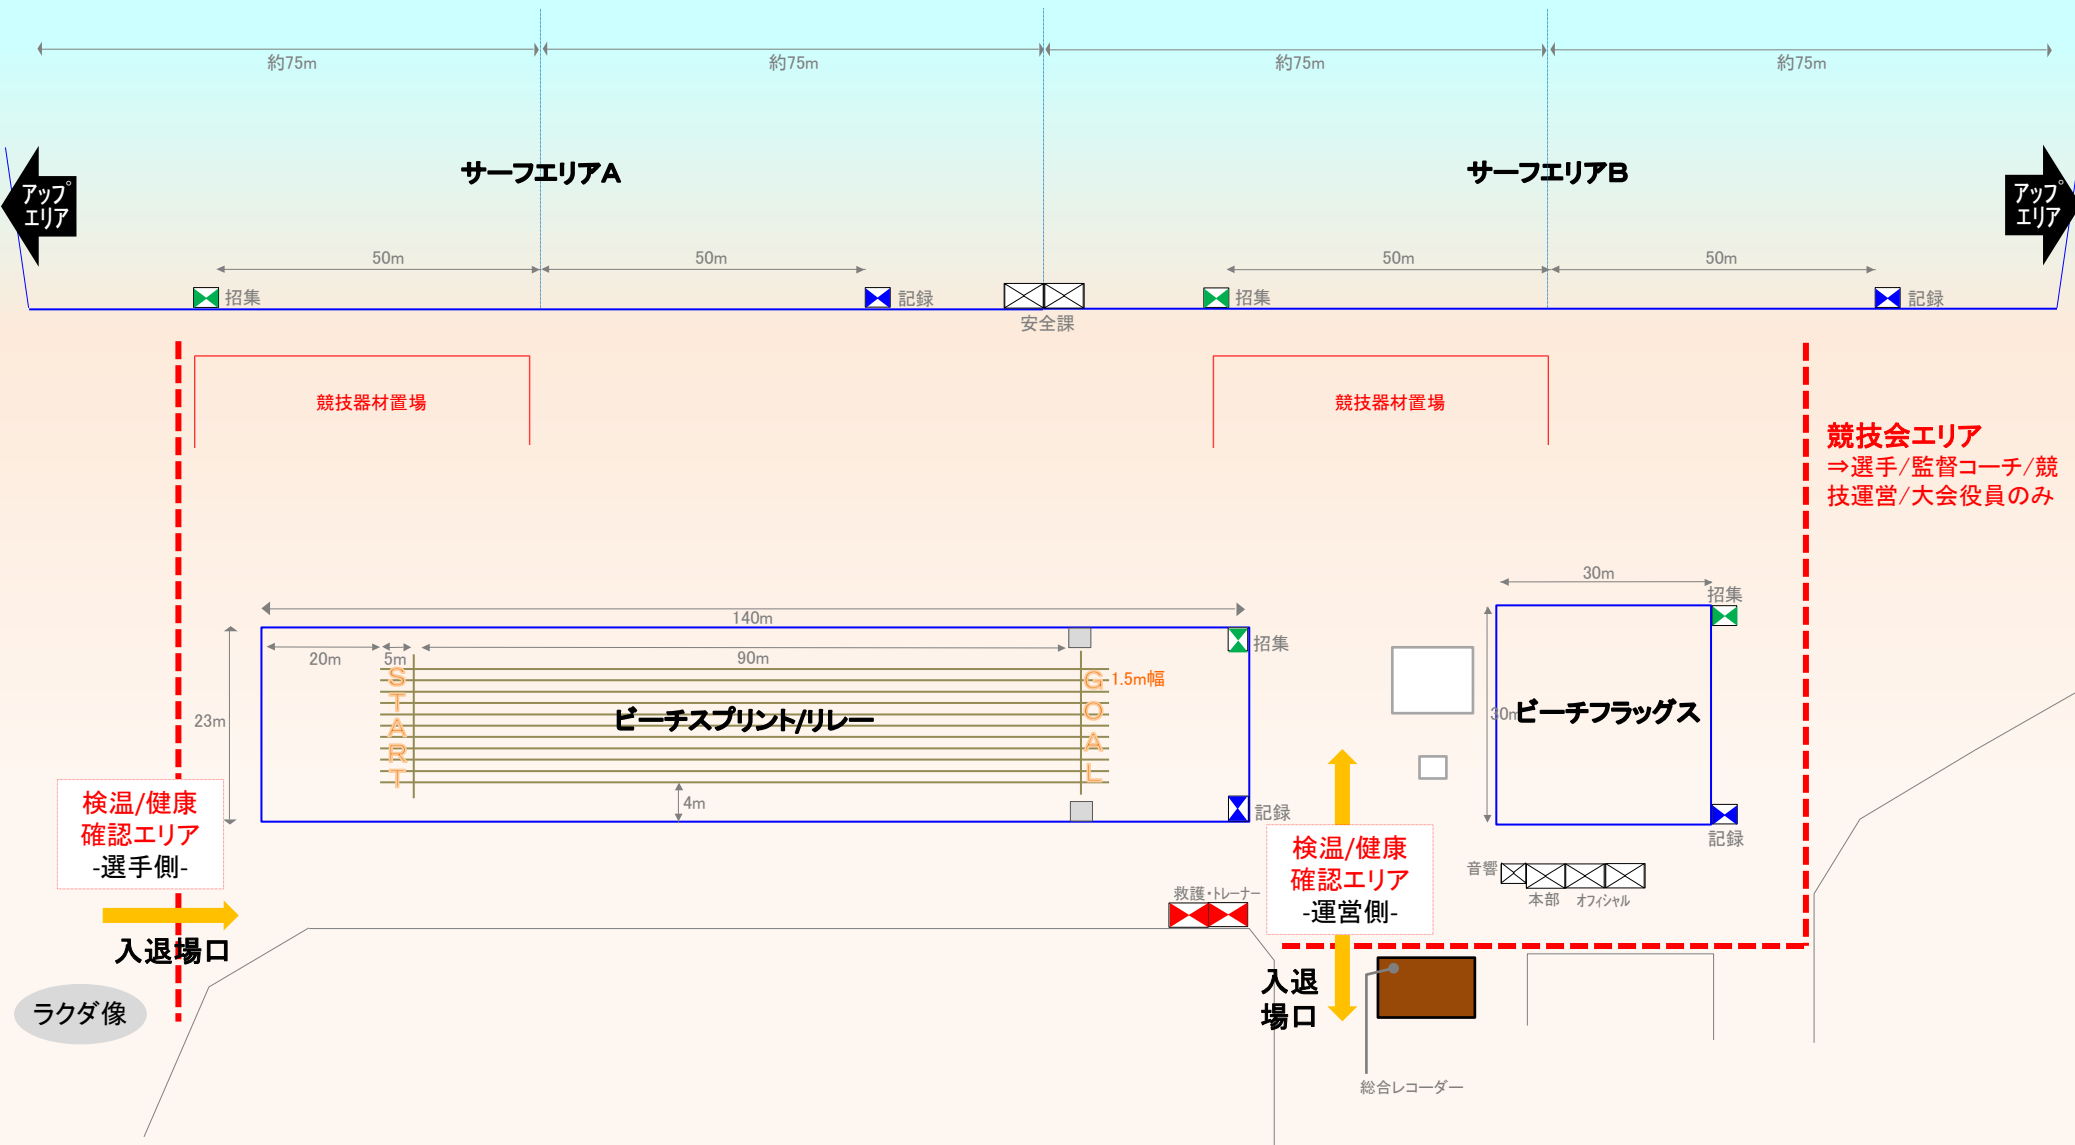 約75m
約75m
約75m
約75m
サーフエリアA
サーフエリアB
アップ
エリア
アップ
エリア
50m
50m
50m
50m
招集
記録
安全課
招集
記録
競技器材置場
競技器材置場
競技会エリア
⇒選手/監督コーチ/競
技運営/大会役員のみ
140m
20m
5m
90m
23m
START
GOAL
1.5m幅
ビーチスプリント/リレー
4m
招集
記録
30m
30m
ビーチフラッグス
招集
記録
検温/健康
確認エリア
-選手側-
入退場口
ラクダ像
救護・トレーナー
検温/健康
確認エリア
-運営側-
入退
場口
音響
本部
オフィシャル
総合レコーダー